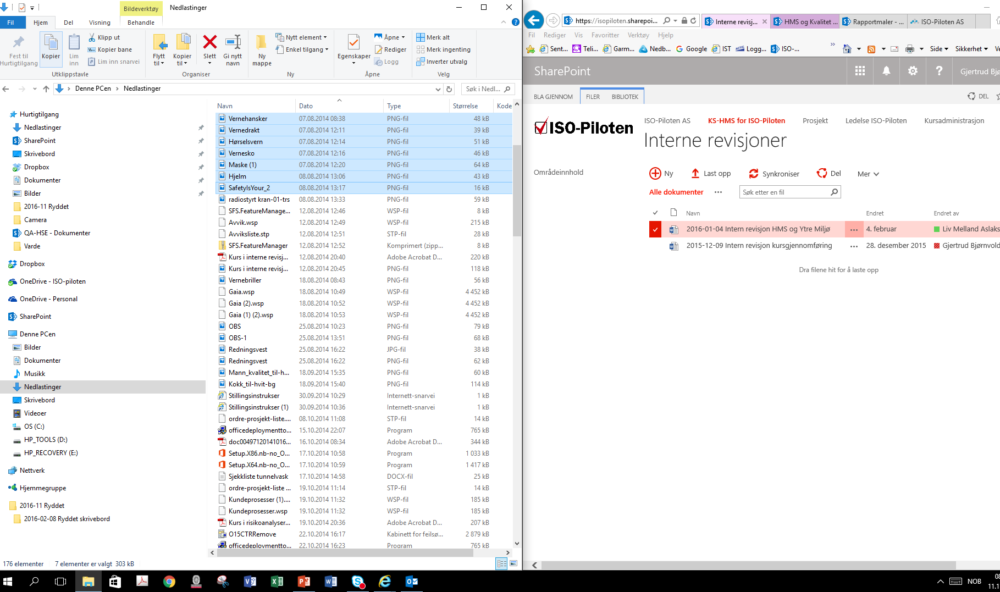 Bildeverktøy
Nedlastinger
Fil
Hjem
Del
Visning
Behandle
Fest til Hurtigtilgang
Kopier
Lim inn
Klipp ut
Kopier bane
Lim inn snarvei
Utklippstavle
Flytt til
Kopier til
Slett
Gi nytt navn
Organiser
Ny mappe
Nytt element
Enkel tilgang
Ny
Egenskaper
Åpne
Rediger
Logg
Åpne
Merk alt
Merk ingenting
Inverter utvalg
Velg
Denne PCen > Nedlastinger
Søk i Nedl...
Hurtigtilgang
Nedlastinger
SharePoint
Skrivebord
Dropbox
Dokumenter
Bilder
2016-11 Ryddet
Camera
QA-HSE - Dokumenter
Varde
Dropbox
OneDrive - ISO-piloten
OneDrive - Personal
SharePoint
Denne PCen
Bilder
Dokumenter
Musikk
Nedlastinger
Skrivebord
Videoer
OS (C:)
HP_TOOLS (D:)
HP_RECOVERY (E:)
Nettverk
Hjemmegruppe
2016-11 Ryddet
2016-02-08 Ryddet skrivebord
Navn Dato Type Størrelse Kode
Vernehansker 07.08.2014 08:38 PNG-fil 48 kB
Vernedrakt 07.08.2014 12:11 PNG-fil 39 kB
Hørselsvern 07.08.2014 12:14 PNG-fil 51 kB
Vernesko 07.08.2014 12:16 PNG-fil 46 kB
Maske (1) 07.08.2014 12:20 PNG-fil 64 kB
Hjelm 08.08.2014 13:06 PNG-fil 43 kB
SafetyIsYour_2 08.08.2014 13:17 PNG-fil 16 kB
radiostyrt kran-01-trs 08.08.2014 13:33 PNG-fil 59 kB
SFS.FeatureManage... 12.08.2014 12:46 WSP-fil 8 kB
Avvik.wsp 12.08.2014 12:49 WSP-fil 215 kB
Avviksliste.stp 12.08.2014 12:51 STP-fil 28 kB
SFS.FeatureManager 12.08.2014 12:52 Komprimert (zipp... 8 kB
Kurs i interne revisj... 12.08.2014 20:40 Adobe Acrobat D... 220 kB
Kurs i interne revisj... 12.08.2014 20:45 PNG-fil 118 kB
Vernebriller 18.08.2014 08:43 PNG-fil 56 kB
Gaia.wsp 18.08.2014 10:49 WSP-fil 4 452 kB
Gaia (2).wsp 18.08.2014 10:52 WSP-fil 4 452 kB
Gaia (1) (2).wsp 18.08.2014 10:53 WSP-fil 4 452 kB
OBS 25.08.2014 10:23 PNG-fil 79 kB
OBS-1 25.08.2014 13:51 PNG-fil 68 kB
Redningsvest 25.08.2014 16:22 JPG-fil 38 kB
Redningsvest 25.08.2014 16:22 PNG-fil 62 kB
Mann_kvalitet_til-h... 18.09.2014 15:35 PNG-fil 60 kB
Kokk_til-hvit-bg 18.09.2014 15:40 PNG-fil 114 kB
Stillingsinstrukser 30.09.2014 10:29 Internett-snarvei 1 kB
Stillingsinstrukser (1) 30.09.2014 10:36 Internett-snarvei 1 kB
ordre-prosjekt-liste.... 08.10.2014 11:08 STP-fil 14 kB
officedeploymentto... 15.10.2014 22:07 Program 765 kB
doc00497120141016... 16.10.2014 08:34 Adobe Acrobat D... 344 kB
Setup.X86.nb-no_O... 17.10.2014 10:58 Program 1 033 kB
Setup.X64.nb-no_O... 17.10.2014 10:59 Program 1 417 kB
Sjekkliste tunnelvask 17.10.2014 14:58 DOCX-fil 25 kB
ordre-prosjekt-liste ... 19.10.2014 11:14 STP-fil 14 kB
Kundeprosesser (1).... 19.10.2014 11:32 WSP-fil 185 kB
Kundeprosesser.wsp 19.10.2014 11:32 WSP-fil 185 kB
Kurs i risikoanalyser... 19.10.2014 20:36 Adobe Acrobat D... 207 kB
O15CTRRemove 22.10.2014 16:17 Kabinett for feilsø... 2 879 kB
officedeploymentto... 22.10.2014 16:23 Program 765 kB
176 elementer 7 elementer er valgt 303 kB
https://isopiloten.sharepoi...
Interne revisj...
HMS og Kvalitet ...
Rapportmaler - ...
ISO-Piloten AS
Fil Rediger Vis Favoritter Verktøy Hjelp
Sent... Teli... Garm... Nedb... Google IST Logg... ISO-... Side Sikkerhet
SharePoint
?
Gjertrud Bjø
BLA GJENNOM FILER BIBLIOTEK
DEL
ISO-Piloten
ISO-Piloten AS KS-HMS for ISO-Piloten Prosjekt Ledelse ISO-Piloten Kursadministrasjon
Interne revisjoner
Områdeinnhold
Ny Last opp Synkroniser Del Mer
Alle dokumenter ... Søk etter en fil
Navn Endret Endret av
2016-01-04 Intern revisjon HMS og Ytre Miljø ... 4. februar Liv Melland Aslaks
2015-12-09 Intern revisjon kursgjennomføring ... 28. desember 2015 Gjertrud Bjørnvold
Dra filene hit for å laste opp
NOB
11.1